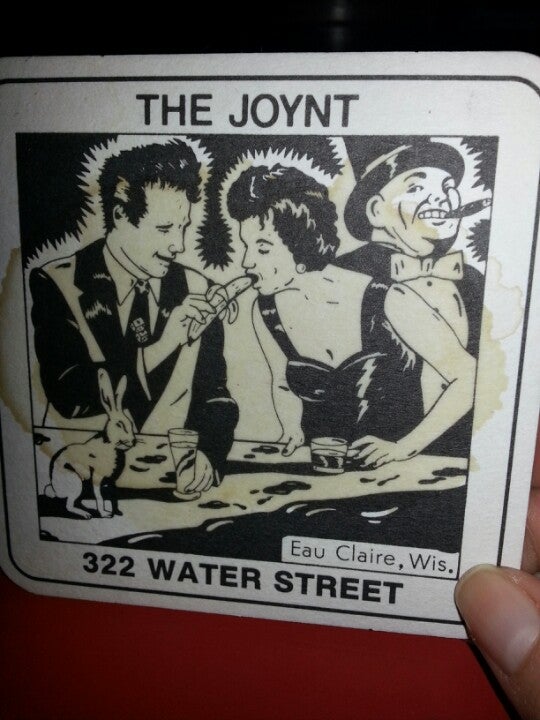 THE JOYNT
Eau Claire, Wis.
322 WATER STREET